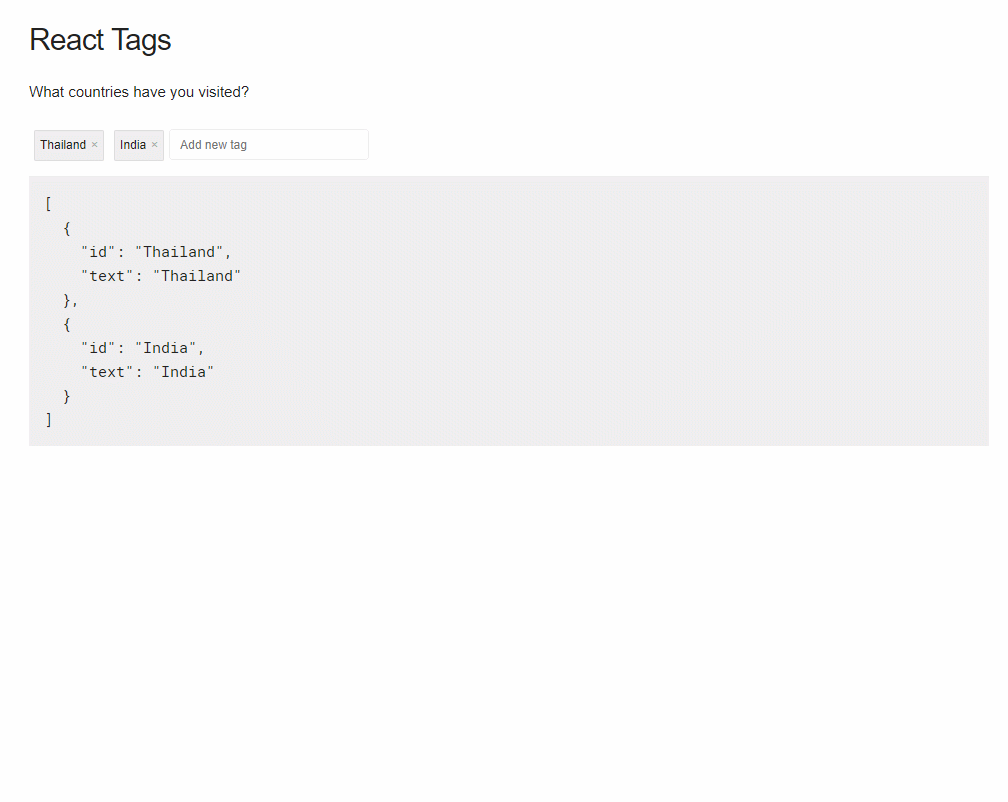 React Tags
What countries have you visited?
Thailand × India × Add new tag
[
  {
    "id": "Thailand",
    "text": "Thailand"
  },
  {
    "id": "India",
    "text": "India"
  }
]